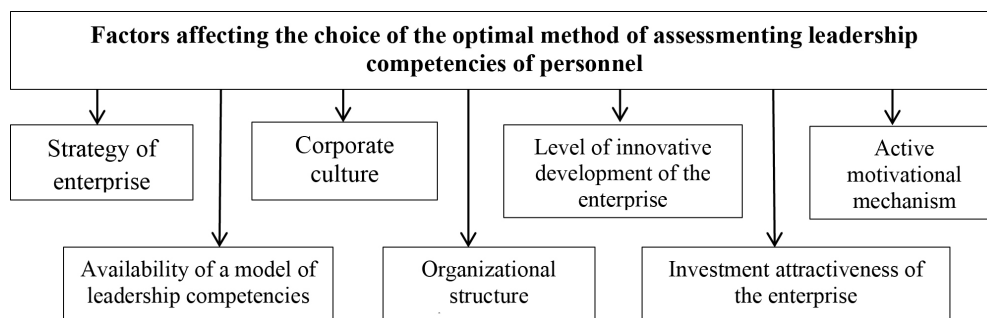 Factors affecting the choice of the optimal method of assessmenting leadership
competencies of personnel
Strategy of
enterprise
Corporate
culture
Level of innovative
development of the
enterprise
Active
motivational
mechanism
Availability of a model of
leadership competencies
Organizational
structure
Investment attractiveness of
the enterprise